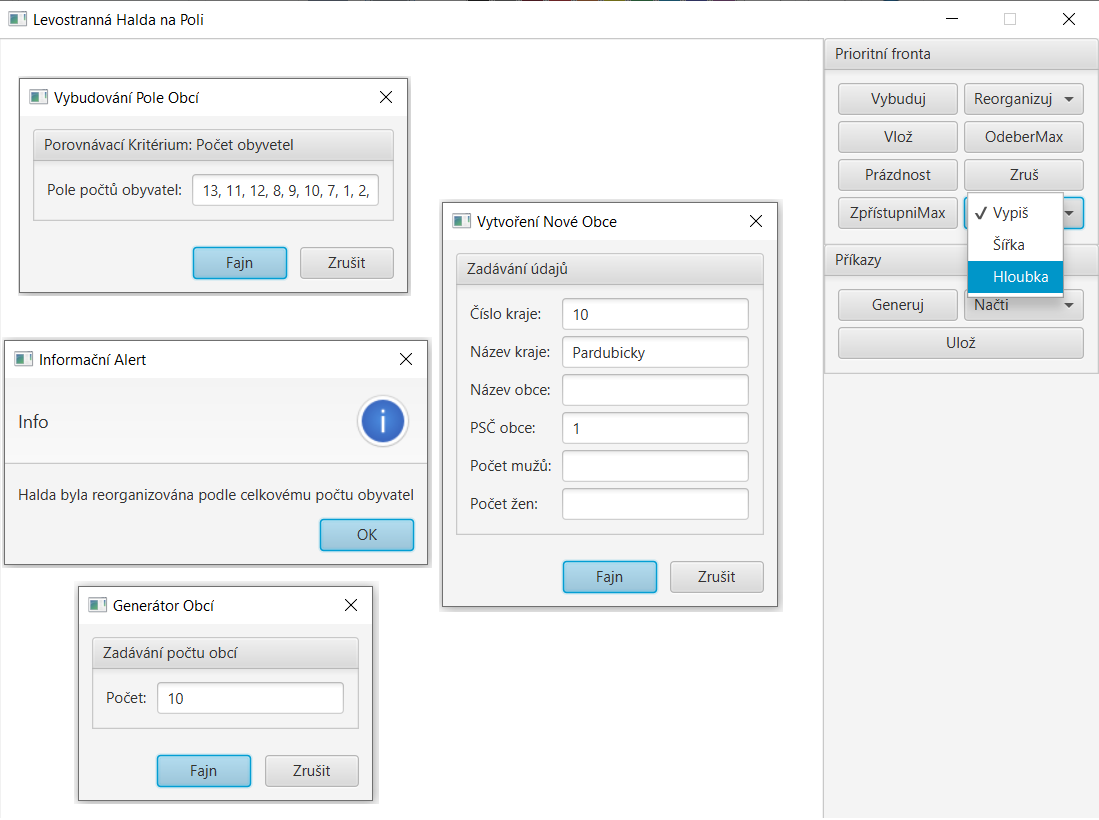 Levostranná Halda na Poli
Vybudování Pole Obcí
Porovnávací Kritérium: Počet obyvetel
Pole počtů obyvatel: 13, 11, 12, 8, 9, 10, 7, 1, 2,
Fajn Zrušit
Informační Alert
Info
Halda byla reorganizována podle celkovému počtu obyvatel
OK
Generátor Obcí
Zadávání počtu obcí
Počet: 10
Fajn Zrušit
Vytvoření Nové Obce
Zadávání údajů
Číslo kraje: 10
Název kraje: Pardubicky
Název obce:
PSČ obce: 1
Počet mužů:
Počet žen:
Fajn Zrušit
Prioritní fronta
Vybuduj Reorganizuj
Vlož OdeberMax
Prázdnost Zruš
ZpřístupniMax
✓ Vypiš
Šířka
Hloubka
Příkazy
Generuj Načti
Ulož